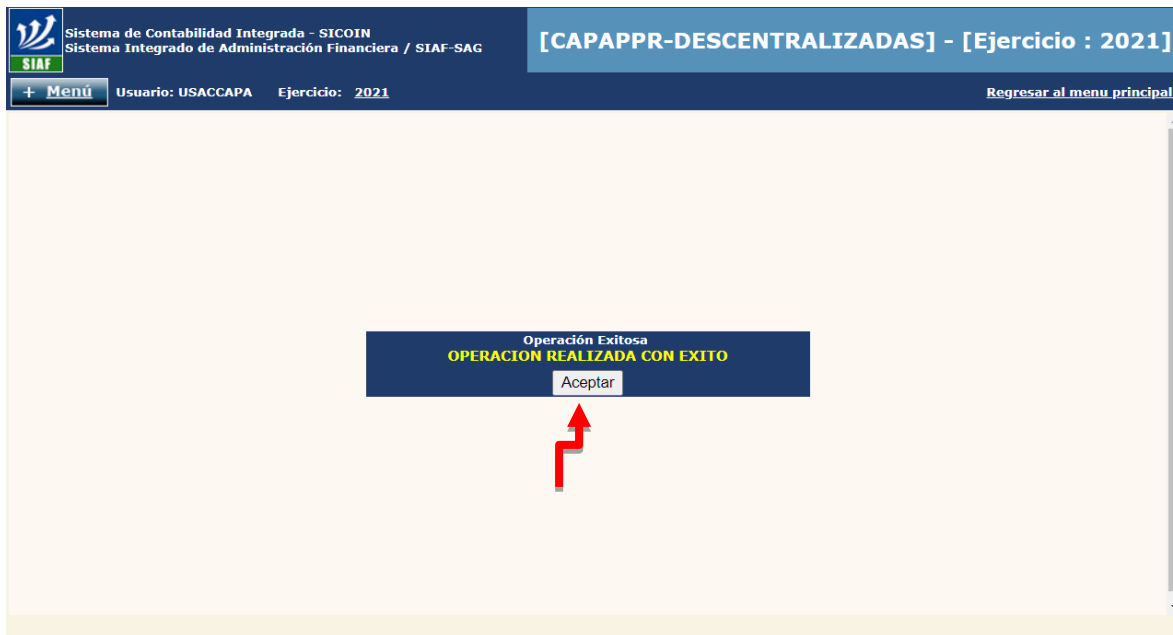 Sistema de Contabilidad Integrada - SICOIN
Sistema Integrado de Administración Financiera / SIAF-SAG
SIAF
[CAPAPPR-DESCENTRALIZADAS] - [Ejercicio : 2021]
+ Menú Usuario: USACCAPA Ejercicio: 2021 Regresar al menu principal
Operación Exitosa
OPERACION REALIZADA CON EXITO
Aceptar